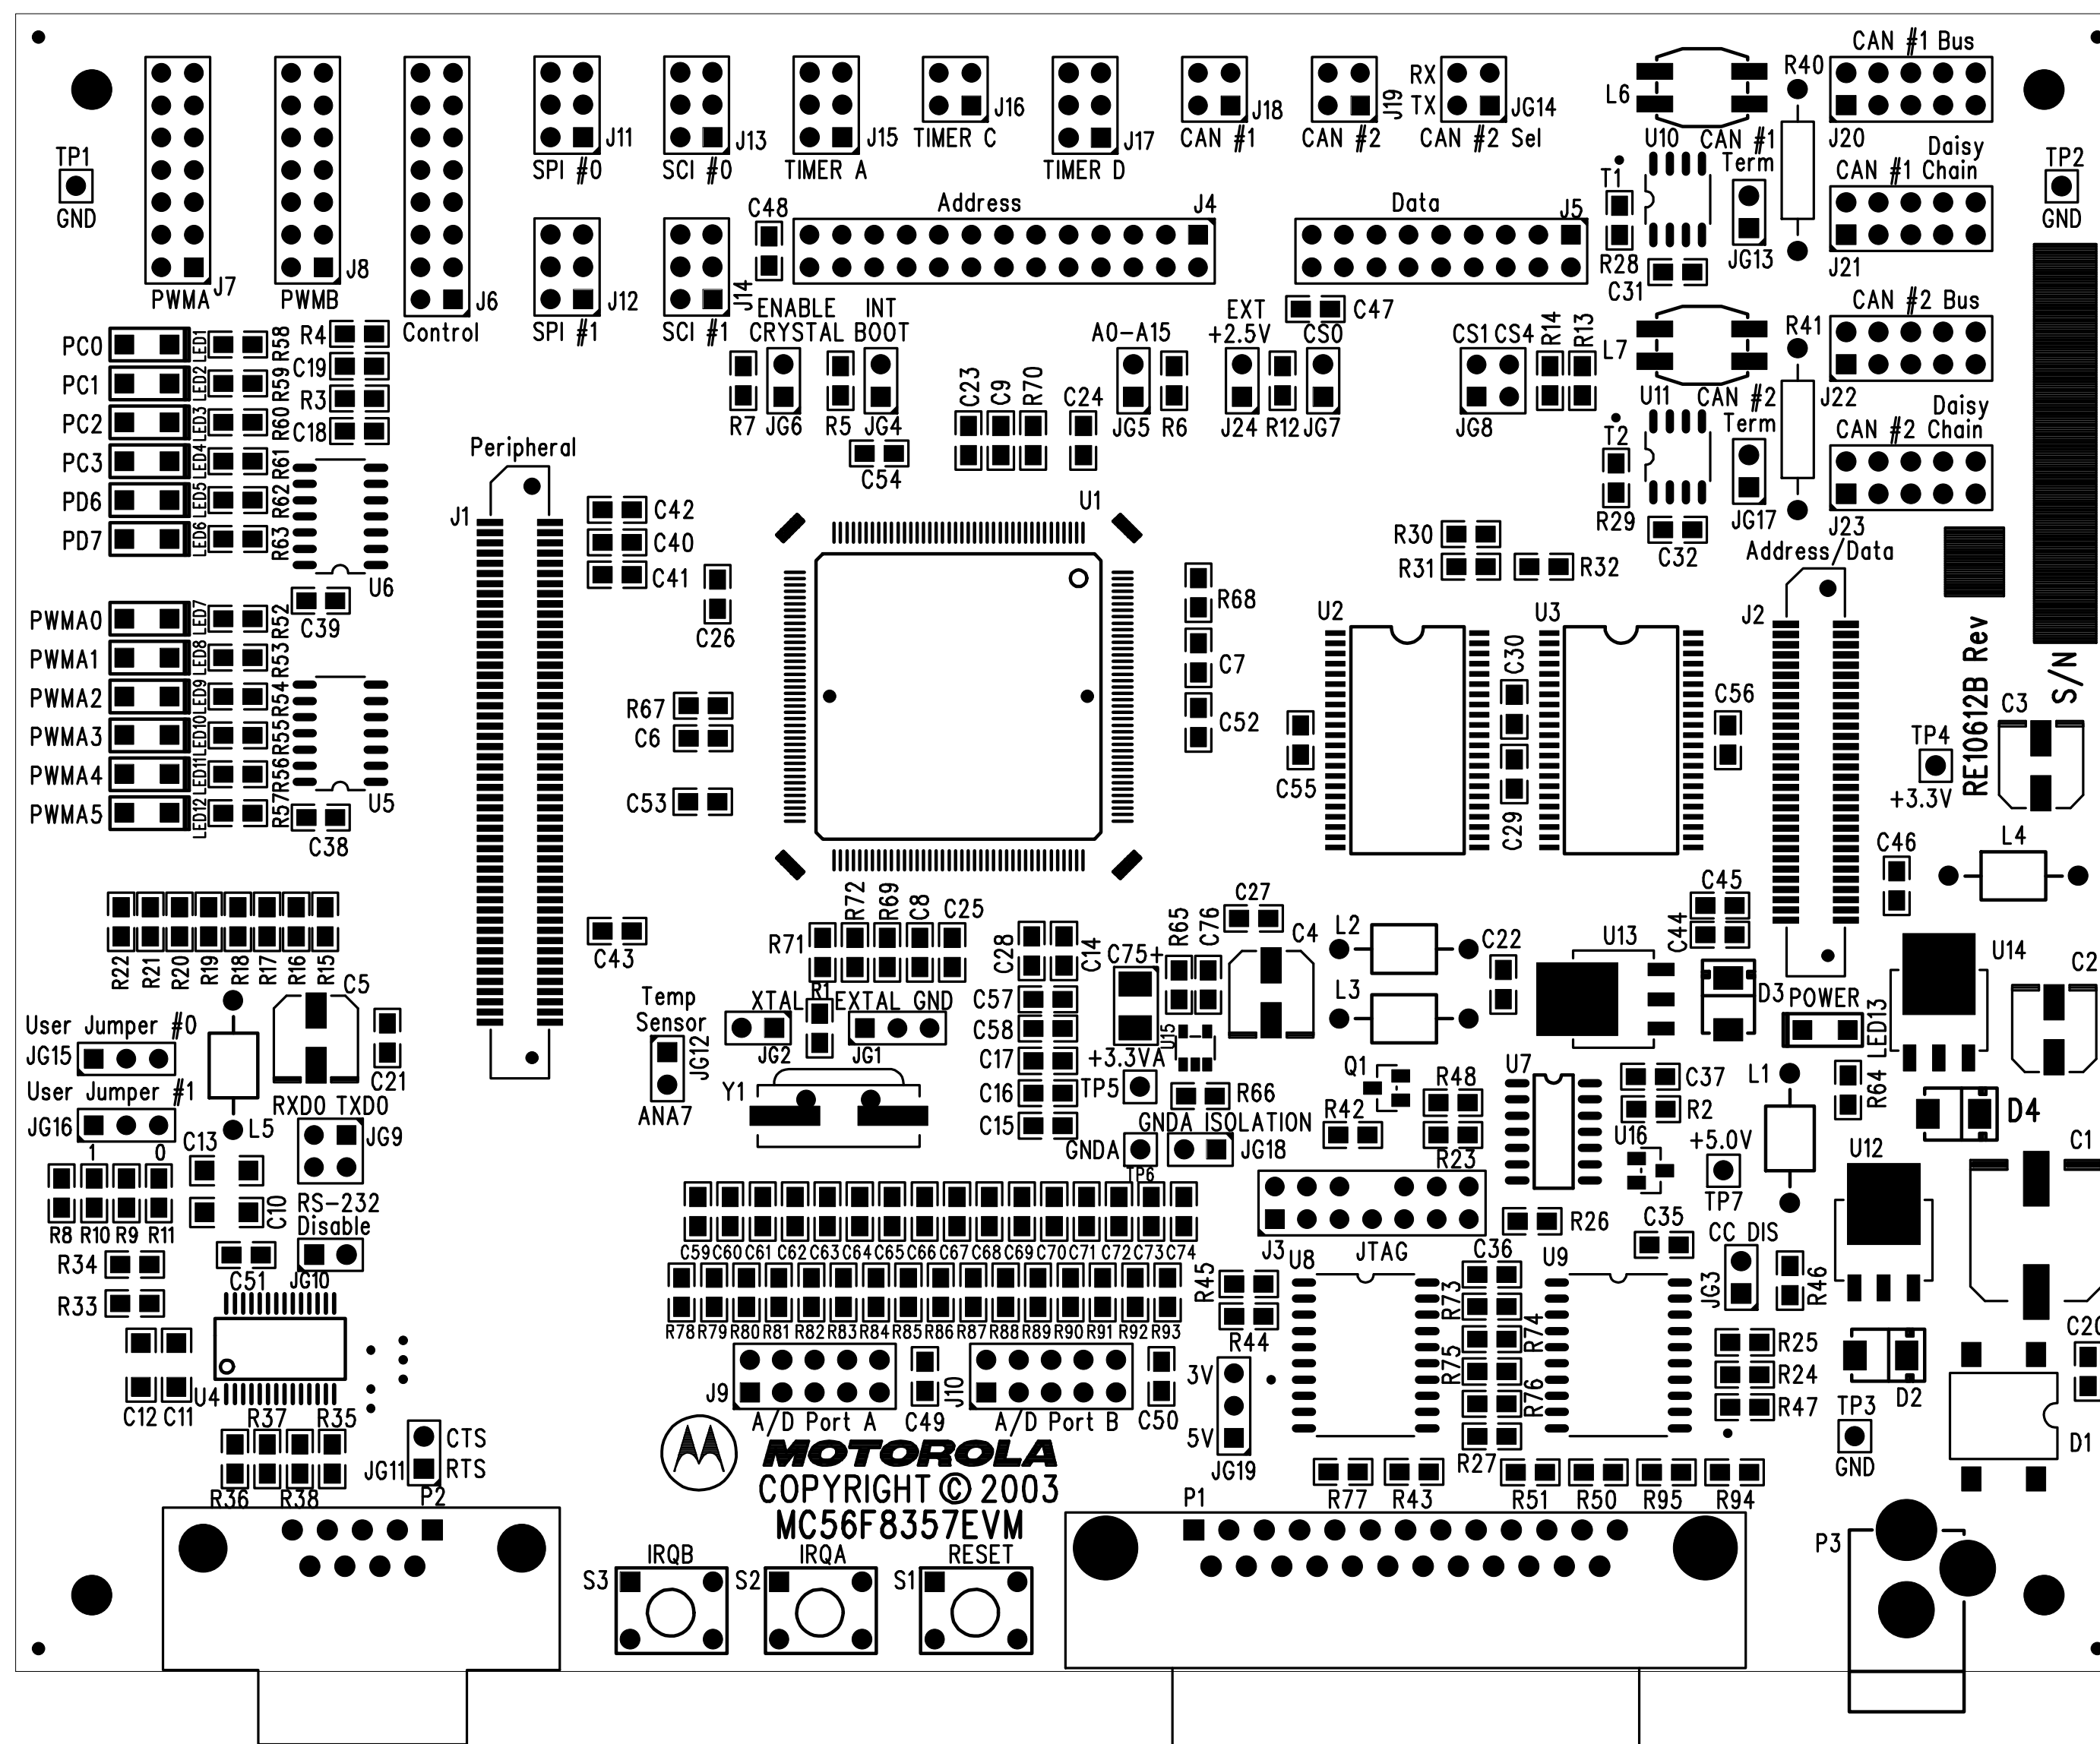 CAN #1 Bus
R40
RX
TX
L6
J16
J18
J19
JG14
J11
J13
J15
J17
TIMER C
CAN #1
CAN #2
CAN #2 Sel
U10
CAN #1
Term
J20
Daisy
CAN #1 Chain
TP1
GND
SPI #0
SCI #0
TIMER A
TIMER D
T1
TP2
GND
C48
Address
J4
Data
J5
R28
C31
JG13
J21
J7
PWMA
J8
PWMB
J6
Control
J12
SPI #1
J14
SCI #1
ENABLE
CRYSTAL
INT
BOOT
A0-A15
EXT
+2.5V
C47
CS0
CS1
CS4
R14
R13
L7
R41
CAN #2 Bus
PC0
LED1
R58
R4
PC1
LED2
R59
C19
PC2
LED3
R60
R3
C18
PC3
LED4
R61
PD6
LED5
R62
PD7
LED6
R63
U6
C39
R7
JG6
R5
JG4
C54
C23
C9
R70
C24
JG5
R6
J24
R12
JG7
JG8
U11
CAN #2
Term
T2
J22
Daisy
CAN #2 Chain
R29
C32
JG17
J23
Address/Data
Peripheral
J1
C42
C40
C41
C26
U1
R30
R31
R32
R68
C7
C52
U2
U3
C30
C29
C55
C56
J2
RE10612B Rev
S/N
C3
TP4
+3.3V
L4
C46
PWMA0
LED7
R52
PWMA1
LED8
R53
PWMA2
LED9
R54
PWMA3
LED10
R55
PWMA4
LED11
R56
PWMA5
LED12
R57
U5
C38
R67
C6
C53
C43
R22
R21
R20
R19
R18
R17
R16
R15
C5
C21
R71
R72
R69
C8
C25
C28
C14
C75+
R65
C76
C27
C4
L2
L3
C22
U13
C45
C44
D3
POWER
LED13
U14
C2
User Jumper #0
JG15
User Jumper #1
JG16
1
0
L5
RXD0 TXD0
JG9
Temp
Sensor
JG12
ANA7
XTAL
R1
EXTAL GND
JG2
JG1
Y1
C57
C58
C17
C16
C15
U15
+3.3VA
TP5
R66
GNDA ISOLATION
GNDA
TP6
JG18
Q1
R48
R42
R23
U7
C37
R2
U16
L1
R64
D4
+5.0V
TP7
U12
C1
C13
C10
R8
R10
R9
R11
R34
R33
C51
RS-232
Disable
JG10
C59 C60 C61 C62 C63 C64 C65 C66 C67 C68 C69 C70 C71 C72 C73 C74
J3
JTAG
R26
C35
CC DIS
JG3
R46
R78 R79 R80 R81 R82 R83 R84 R85 R86 R87 R88 R89 R90 R91 R92 R93
R45
R44
U8
C36
R73
R74
R75
R76
R27
U9
R25
R24
R47
D2
C20
D1
TP3
GND
C12
C11
U4
R37
R35
R36
R38
CTS
RTS
JG11
J9
A/D Port A
C49
J10
A/D Port B
C50
3V
5V
JG19
R77
R43
R51
R50
R95
R94
MOTOROLA
COPYRIGHT © 2003
MC56F8357EVM
P2
P1
P3
IRQB
IRQA
RESET
S3
S2
S1